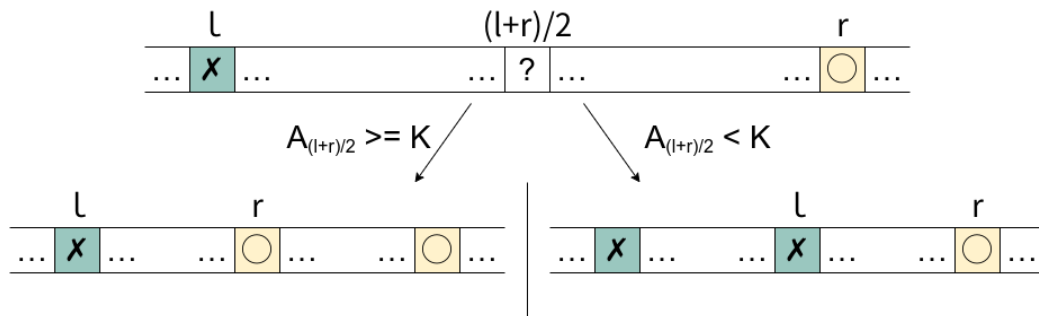 l (l+r)/2 r
... ✗ ... ... ? ... ... ○ ...
A(l+r)/2 >= K A(l+r)/2 < K
l r l r
... ✗ ... ... ○ ... ... ○ ... ... ✗ ... ... ✗ ... ... ○ ...